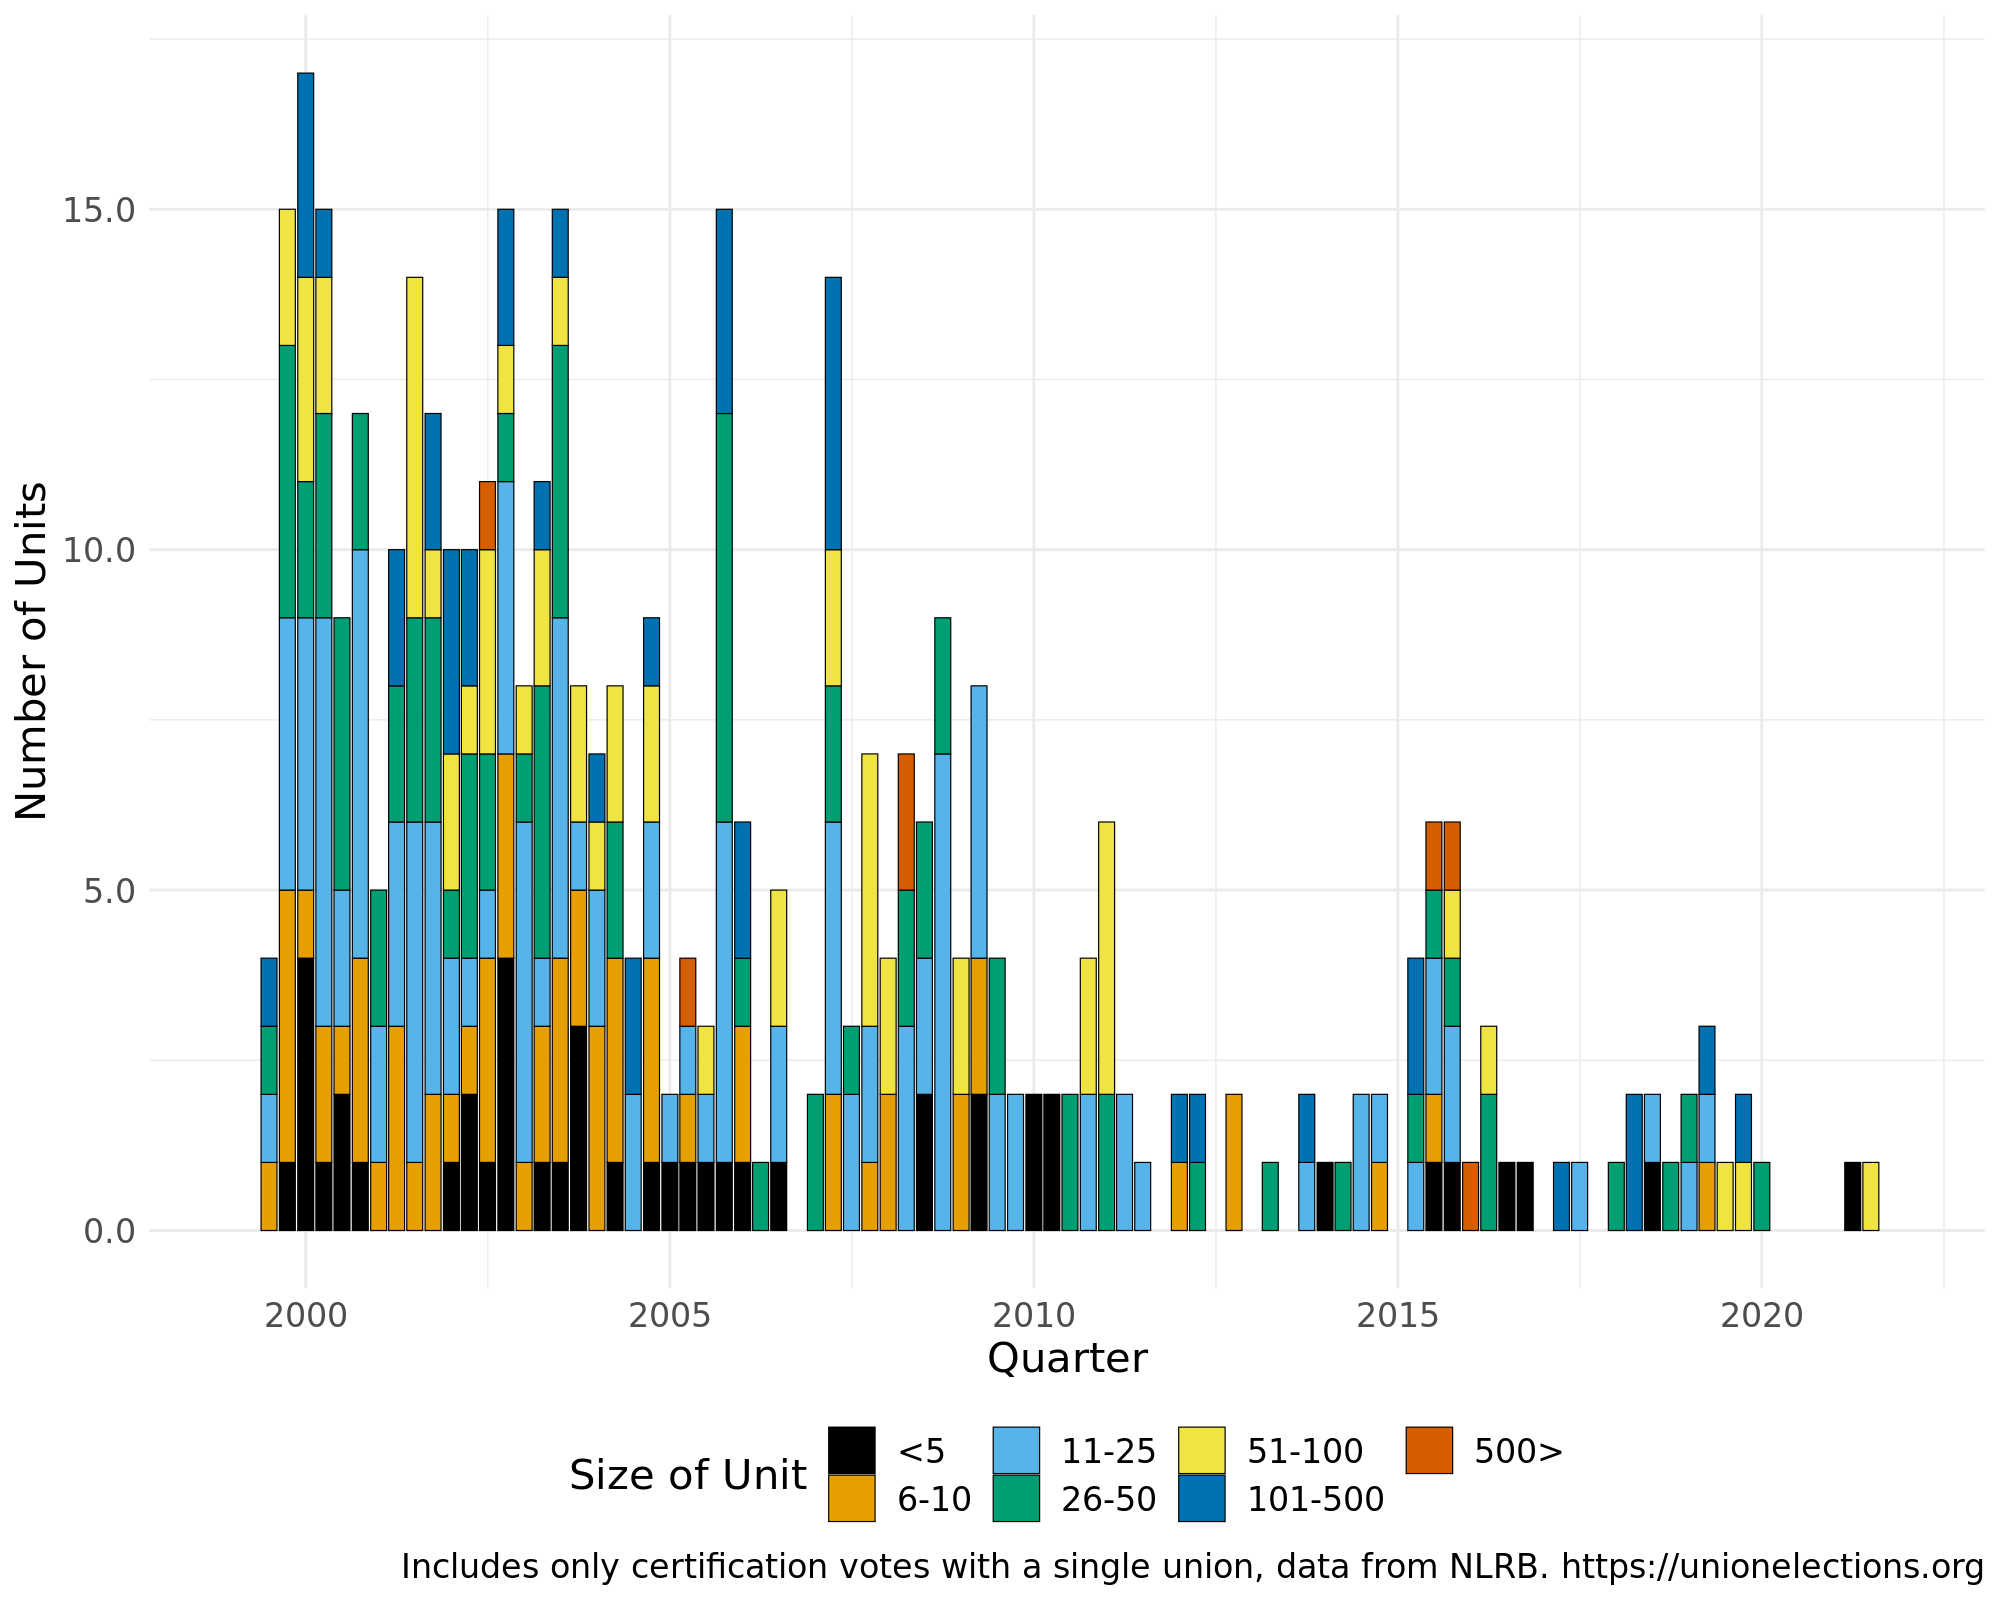 15.0
10.0
5.0
0.0
Number of Units
2000 2005 2010 2015 2020
Quarter
Size of Unit
<5 11-25 51-100 500>
6-10 26-50 101-500
Includes only certification votes with a single union, data from NLRB. https://unionelections.org